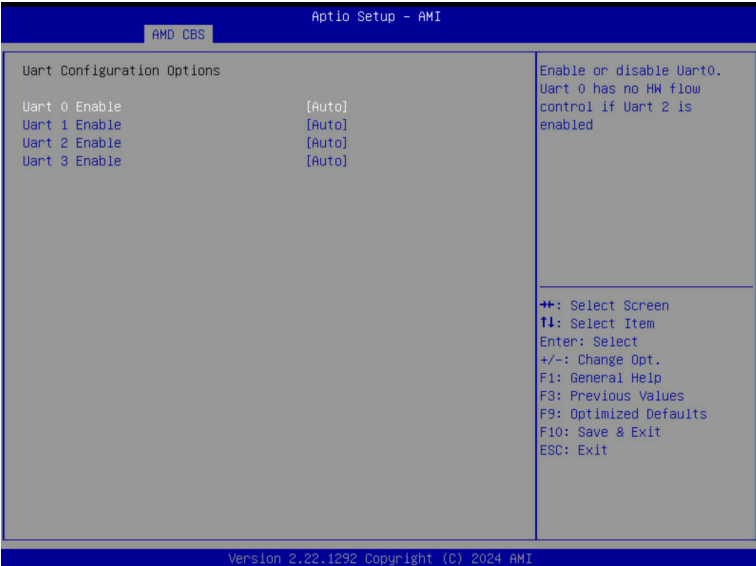 Aptio Setup – AMI
AMD CBS
Uart Configuration Options
Uart 0 Enable [Auto]
Uart 1 Enable [Auto]
Uart 2 Enable [Auto]
Uart 3 Enable [Auto]
Enable or disable Uart0.
Uart 0 has no HW flow
control if Uart 2 is
enabled
→←: Select Screen
↑↓: Select Item
Enter: Select
+/-: Change Opt.
F1: General Help
F3: Previous Values
F9: Optimized Defaults
F10: Save & Exit
ESC: Exit
Version 2.22.1292 Copyright (C) 2024 AMI